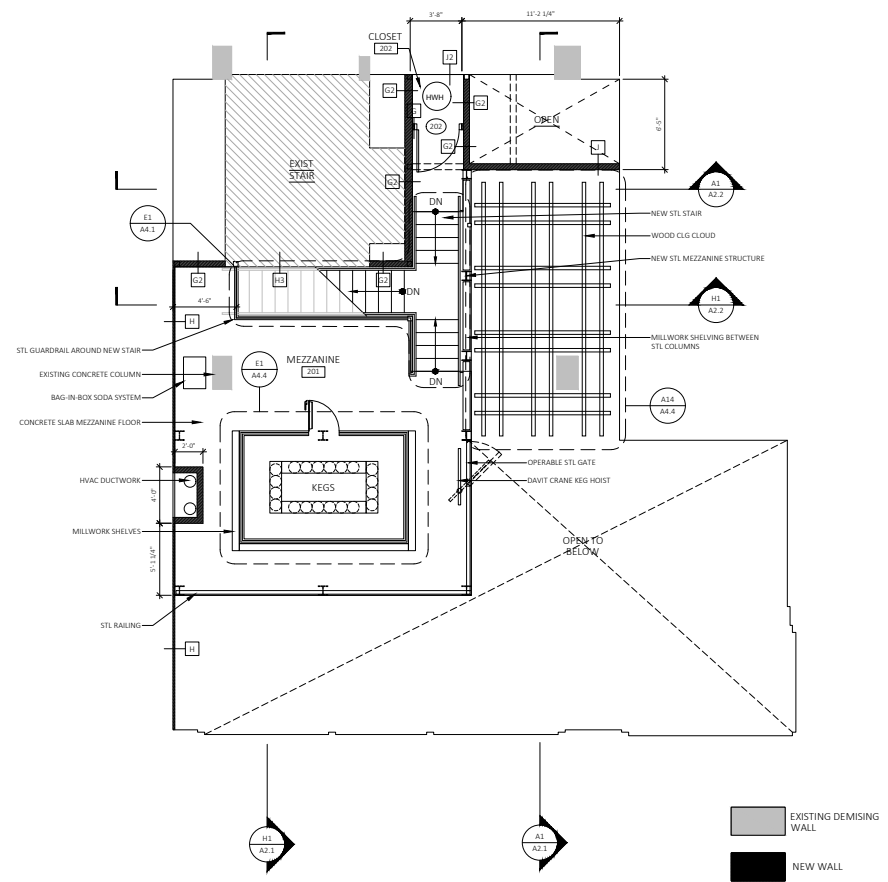 3'-8"
11'-2 1/4"
CLOSET
202
J2
G2
HWH
G2
G
202
OPEN
G2
J
6'-5"
EXIST
STAIR
G2
A1
A2.2
DN
NEW STL STAIR
E1
A4.1
WOOD CLG CLOUD
NEW STL MEZZANINE STRUCTURE
G2
H3
G2
DN
4'-6"
H1
A2.2
H
MILLWORK SHELVING BETWEEN
STL COLUMNS
STL GUARDRAIL AROUND NEW STAIR
MEZZANINE
201
E1
A4.4
EXISTING CONCRETE COLUMN
DN
BAG-IN-BOX SODA SYSTEM
A14
A4.4
CONCRETE SLAB MEZZANINE FLOOR
2'-0"
OPERABLE STL GATE
HVAC DUCTWORK
DAVIT CRANE KEG HOIST
KEGS
4'-0"
MILLWORK SHELVES
OPEN TO
BELOW
5'-1 1/4"
STL RAILING
H
H1
A2.1
A1
A2.1
EXISTING DEMISING
WALL
NEW WALL